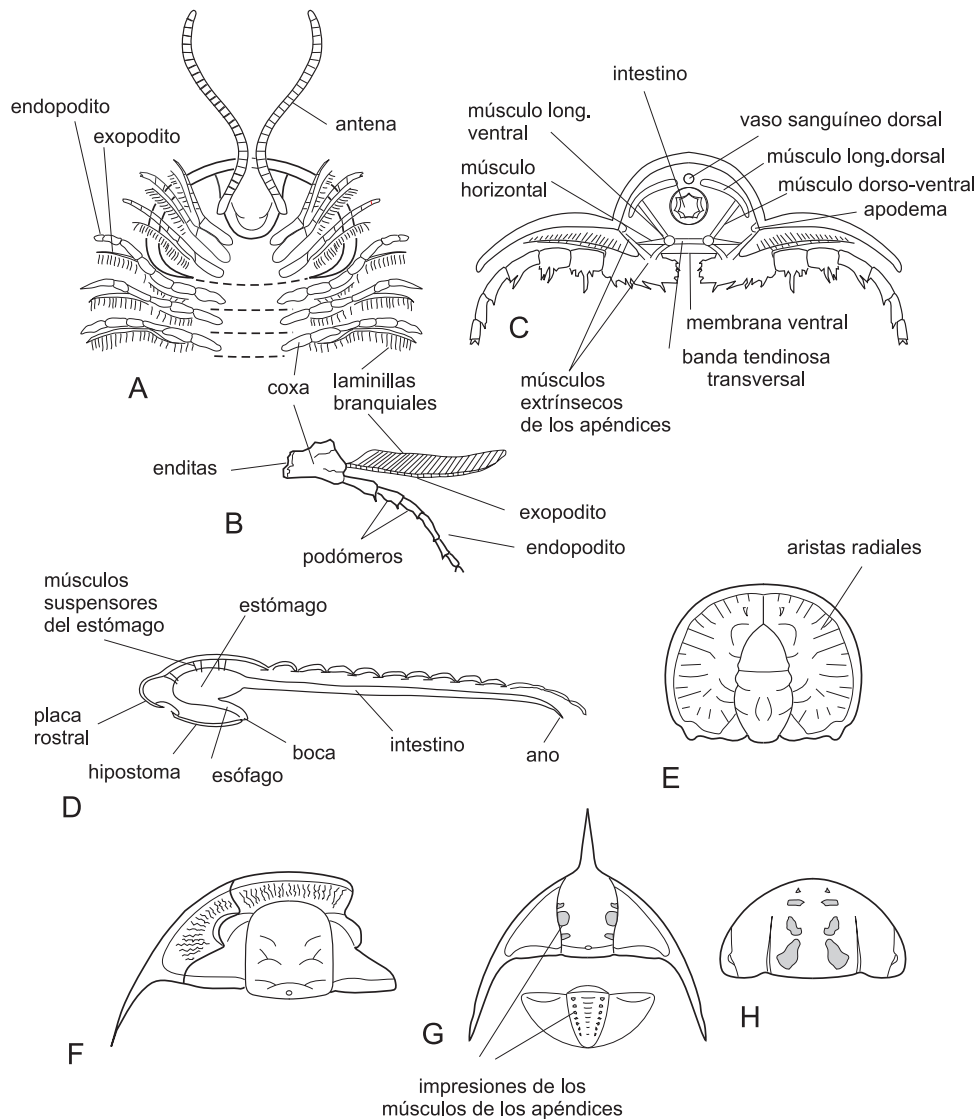 endopodito
exopodito
antena
A
coxa
laminillas
branquiales
intestino
músculo long.
ventral
músculo
horizontal
vaso sanguíneo dorsal
músculo long.dorsal
músculo dorso-ventral
apodema
C
membrana ventral
banda tendinosa
transversal
músculos
extrínsecos
de los apéndices
enditas
B
podómeros
exopodito
endopodito
músculos
suspensores
del estómago
estómago
placa
rostral
hipostoma
esófago
boca
intestino
ano
D
aristas radiales
E
F
G
H
impresiones de los
músculos de los apéndices